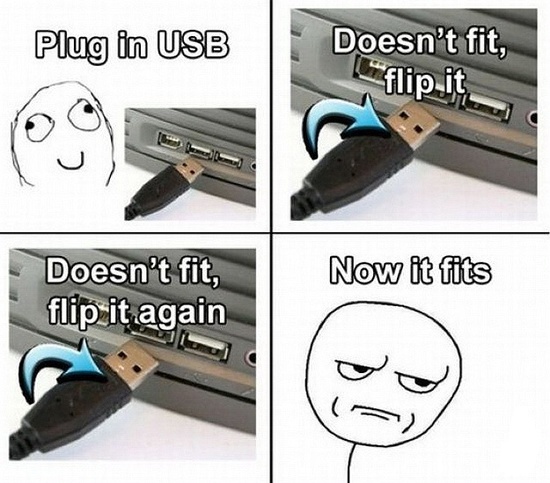 Plug in USB
Doesn't fit,
flip it
Doesn't fit,
flip it again
Now it fits